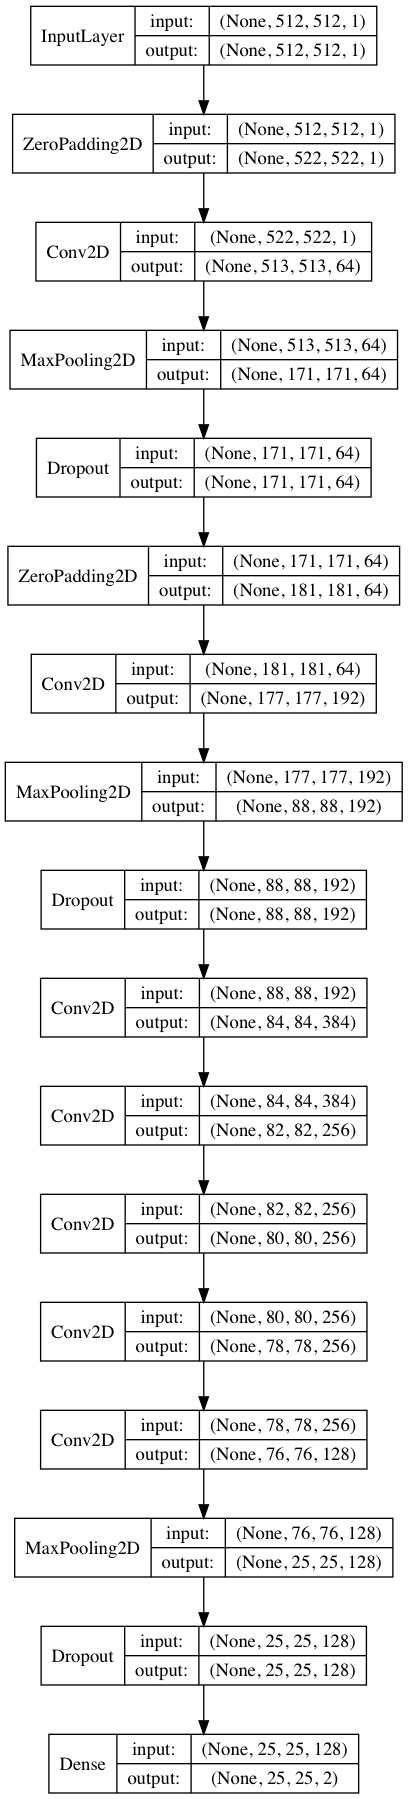 InputLayer
input: (None, 512, 512, 1)
output: (None, 512, 512, 1)
ZeroPadding2D
input: (None, 512, 512, 1)
output: (None, 522, 522, 1)
Conv2D
input: (None, 522, 522, 1)
output: (None, 513, 513, 64)
MaxPooling2D
input: (None, 513, 513, 64)
output: (None, 171, 171, 64)
Dropout
input: (None, 171, 171, 64)
output: (None, 171, 171, 64)
ZeroPadding2D
input: (None, 171, 171, 64)
output: (None, 181, 181, 64)
Conv2D
input: (None, 181, 181, 64)
output: (None, 177, 177, 192)
MaxPooling2D
input: (None, 177, 177, 192)
output: (None, 88, 88, 192)
Dropout
input: (None, 88, 88, 192)
output: (None, 88, 88, 192)
Conv2D
input: (None, 88, 88, 192)
output: (None, 84, 84, 384)
Conv2D
input: (None, 84, 84, 384)
output: (None, 82, 82, 256)
Conv2D
input: (None, 82, 82, 256)
output: (None, 80, 80, 256)
Conv2D
input: (None, 80, 80, 256)
output: (None, 78, 78, 256)
Conv2D
input: (None, 78, 78, 256)
output: (None, 76, 76, 128)
MaxPooling2D
input: (None, 76, 76, 128)
output: (None, 25, 25, 128)
Dropout
input: (None, 25, 25, 128)
output: (None, 25, 25, 128)
Dense
input: (None, 25, 25, 128)
output: (None, 25, 25, 2)